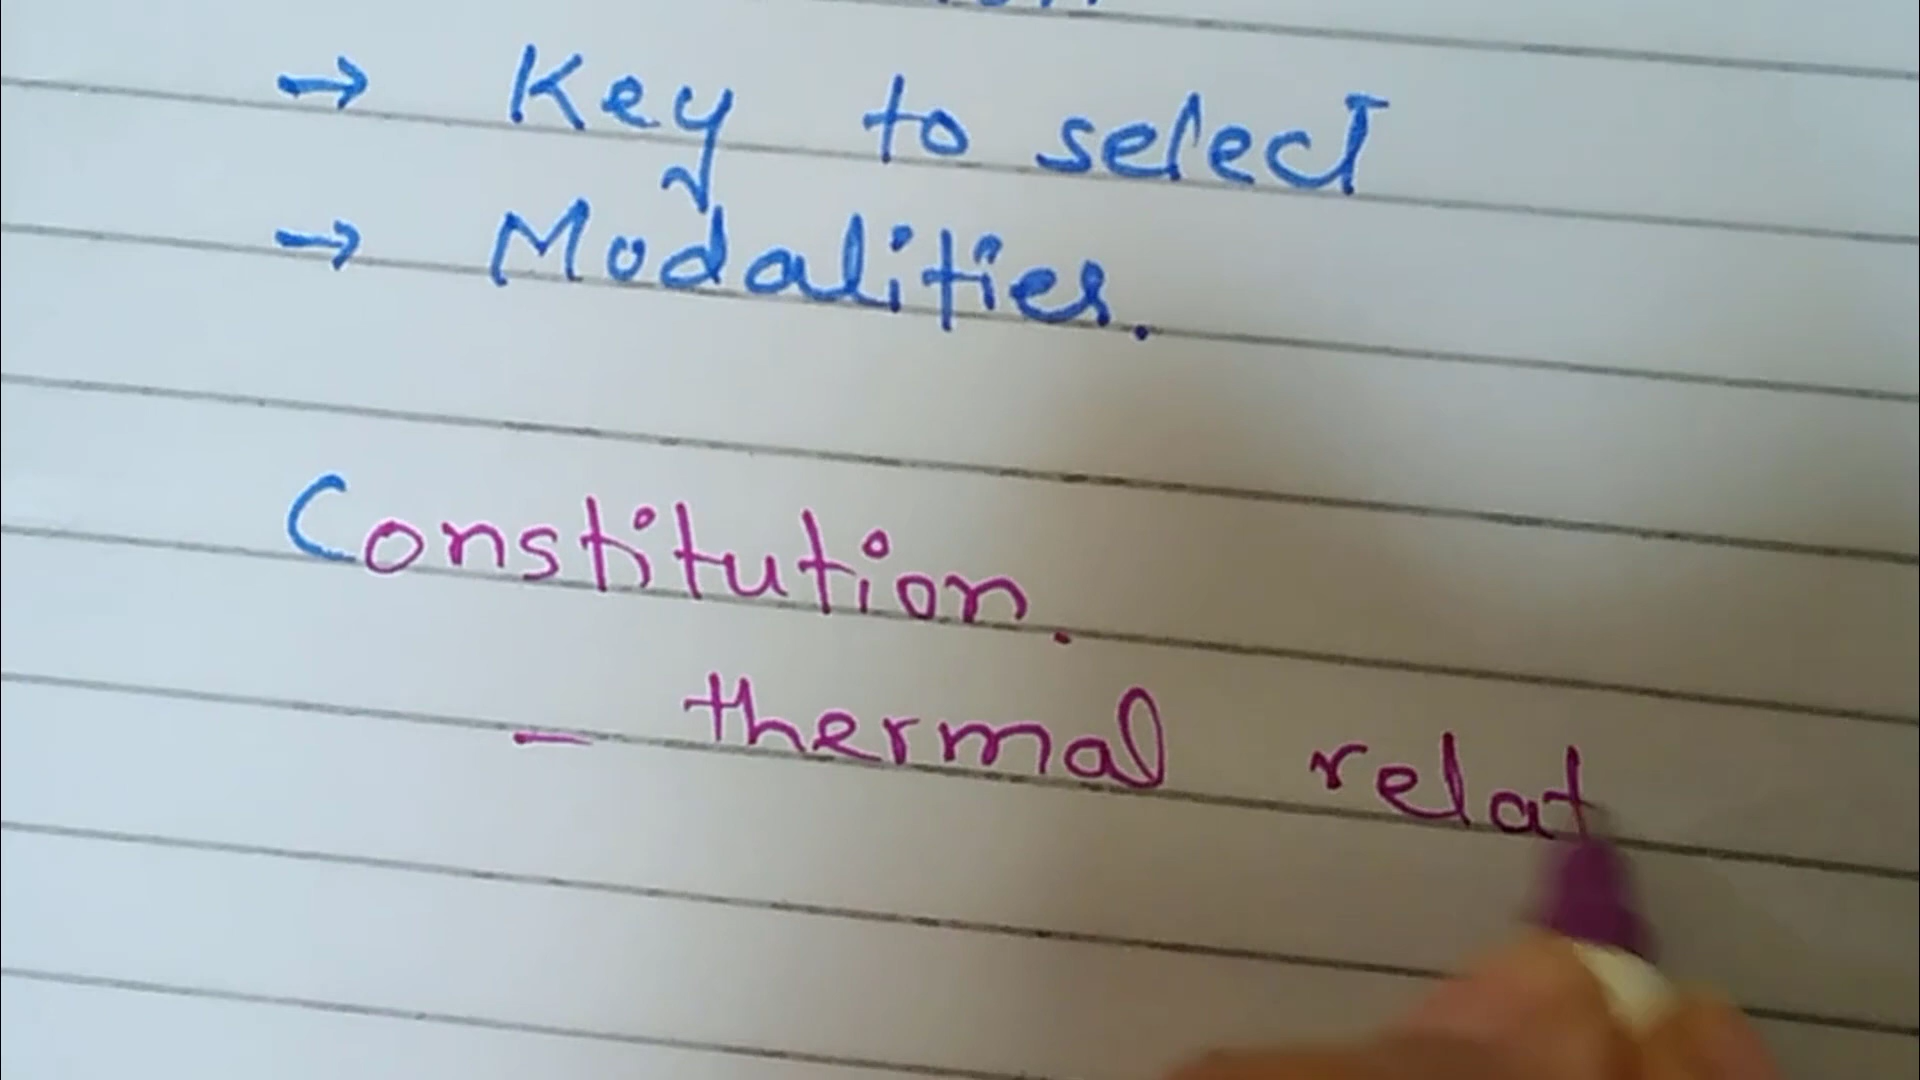 → Key to select
→ Modalities.
Constitution.
- thermal relat